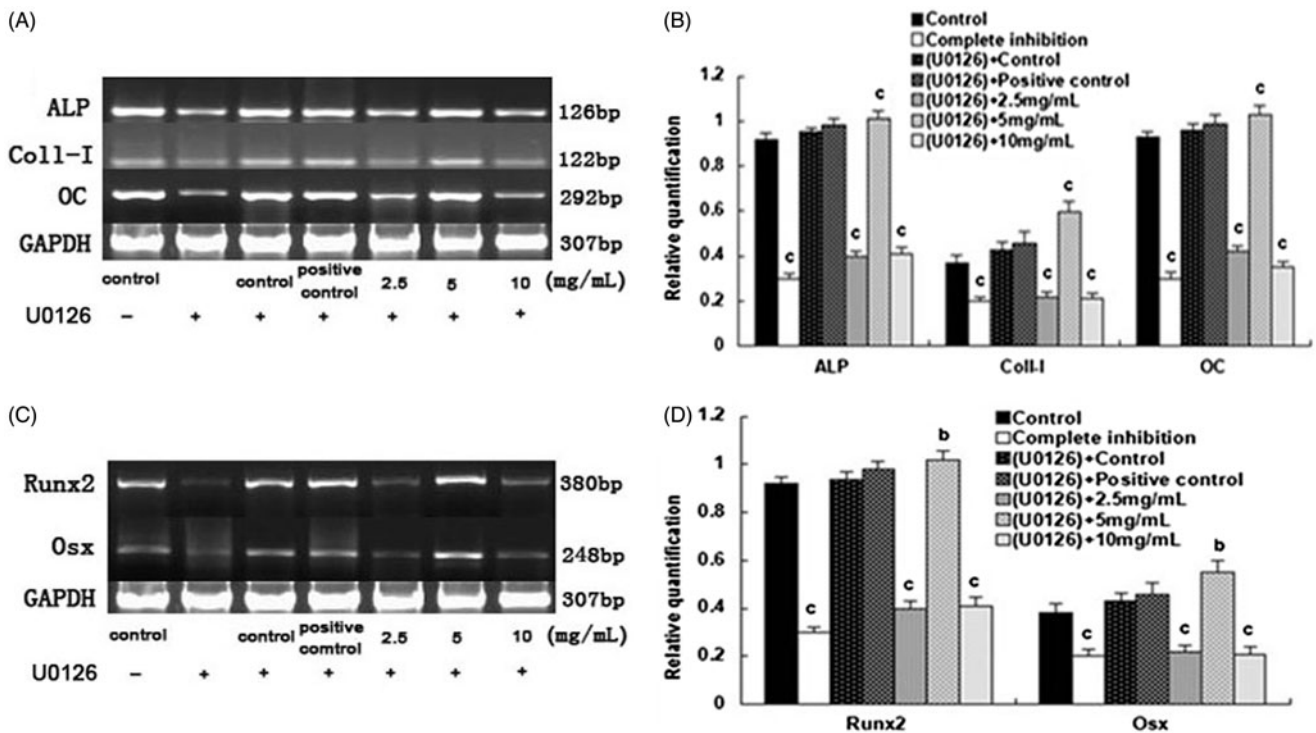 (A)
ALP 126bp
Coll-I 122bp
OC 292bp
GAPDH 307bp
control control positive control 2.5 5 10 (mg/mL)
U0126 − + + + + + +
(B)
Control
Complete inhibition
(U0126)+Control
(U0126)+Positive control
(U0126)+2.5mg/mL
(U0126)+5mg/mL
(U0126)+10mg/mL
Relative quantification
1.2
1
0.8
0.6
0.4
0.2
0
c c c c
c c c c
c c c c
ALP Coll-I OC
(C)
Runx2 380bp
Osx 248bp
GAPDH 307bp
control control positive comtrol 2.5 5 10 (mg/mL)
U0126 − + + + + + +
(D)
Control
Complete inhibition
(U0126)+Control
(U0126)+Positive control
(U0126)+2.5mg/mL
(U0126)+5mg/mL
(U0126)+10mg/mL
Relative quantification
1.2
1
0.8
0.6
0.4
0.2
0
c c b c
c c b c
Runx2 Osx